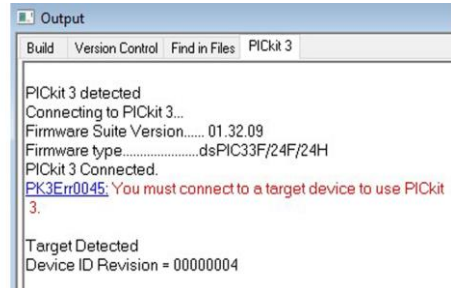 Output
Build Version Control Find in Files PICkit 3
PICkit 3 detected
Connecting to PICkit 3...
Firmware Suite Version...... 01.32.09
Firmware type......................dsPIC33F/24F/24H
PICkit 3 Connected.
PK3Err0045: You must connect to a target device to use PICkit
3.
Target Detected
Device ID Revision = 00000004